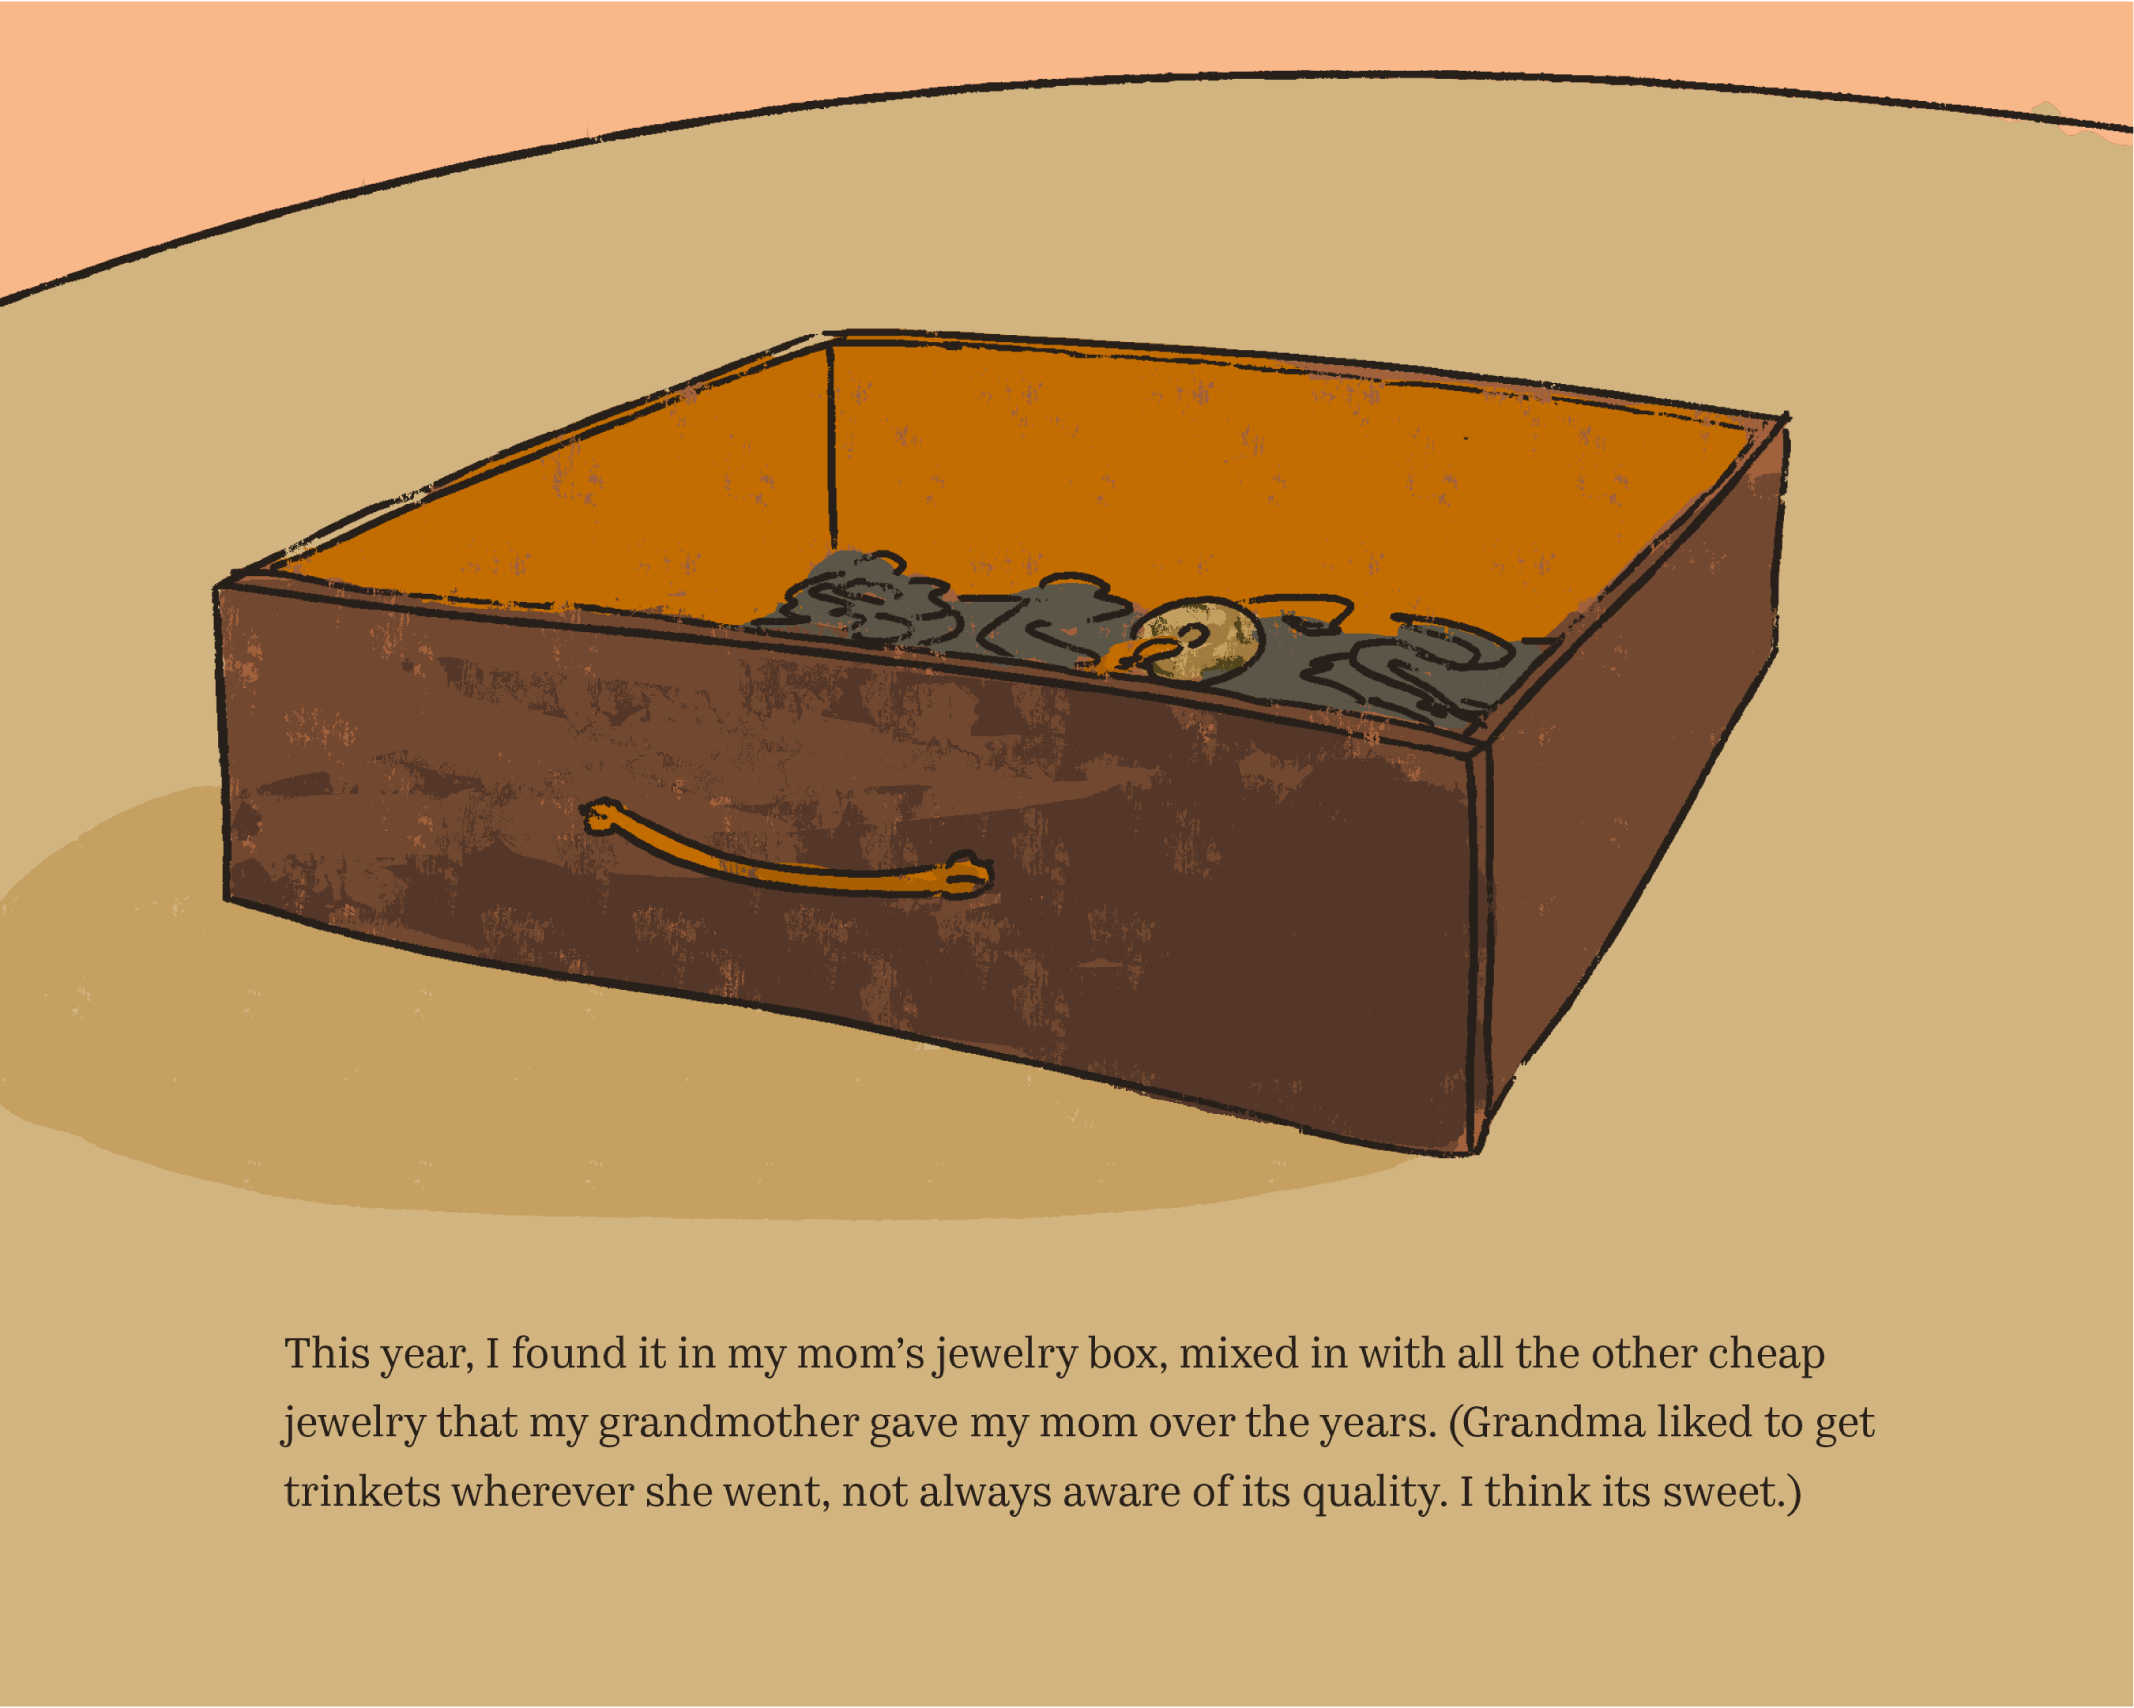 This year, I found it in my mom’s jewelry box, mixed in with all the other cheap
jewelry that my grandmother gave my mom over the years. (Grandma liked to get
trinkets wherever she went, not always aware of its quality. I think its sweet.)